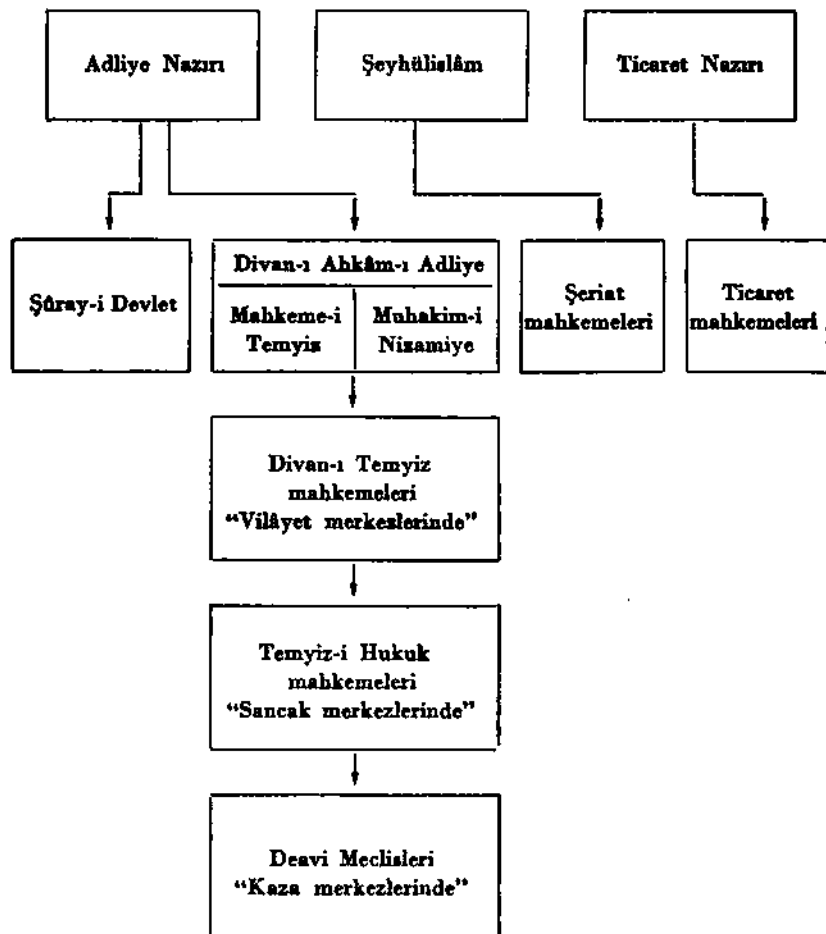 Adliye Nazırı
Şeyhülislâm
Ticaret Nazırı
Şûray-i Devlet
Divan-ı Ahkâm-ı Adliye
Mahkeme-i
Temyiz
Muhakim-i
Nizamiye
Şeriat
mahkemeleri
Ticaret
mahkemeleri
Divan-ı Temyiz
mahkemeleri
“Vilâyet merkezlerinde”
Temyiz-i Hukuk
mahkemeleri
“Sancak merkezlerinde”
Deavi Meclisleri
“Kaza merkezlerinde”